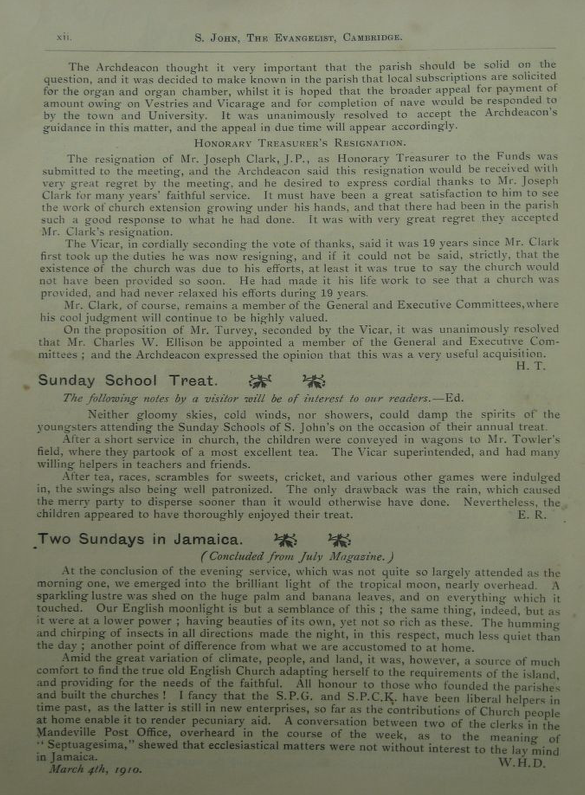 xii. S. John, The Evangelist, Cambridge.
The Archdeacon thought it very important that the parish should be solid on the
question, and it was decided to make known in the parish that local subscriptions are solicited
for the organ and organ chamber, whilst it is hoped that the broader appeal for payment of
amount owing on Vestries and Vicarage and for completion of nave would be responded to
by the town and University. It was unanimously resolved to accept the Archdeacon's
guidance in this matter, and the appeal in due time will appear accordingly.
Honorary Treasurer's Resignation.
The resignation of Mr. Joseph Clark, J.P., as Honorary Treasurer to the Funds was
submitted to the meeting, and the Archdeacon said this resignation would be received with
very great regret by the meeting, and he desired to express cordial thanks to Mr. Joseph
Clark for many years' faithful service. It must have been a great satisfaction to him to see
the work of church extension growing under his hands, and that there had been in the parish
such a good response to what he had done. It was with very great regret they accepted
Mr. Clark's resignation.
The Vicar, in cordially seconding the vote of thanks, said it was 19 years since Mr. Clark
first took up the duties he was now resigning, and if it could not be said, strictly, that the
existence of the church was due to his efforts, at least it was true to say the church would
not have been provided so soon. He had made it his life work to see that a church was
provided, and had never relaxed his efforts during 19 years.
Mr. Clark, of course, remains a member of the General and Executive Committees, where
his cool judgment will continue to be highly valued.
On the proposition of Mr. Turvey, seconded by the Vicar, it was unanimously resolved
that Mr. Charles W. Ellison be appointed a member of the General and Executive Com-
mittees ; and the Archdeacon expressed the opinion that this was a very useful acquisition.
H. T.
Sunday School Treat.
The following notes by a visitor will be of interest to our readers.—Ed.
Neither gloomy skies, cold winds, nor showers, could damp the spirits of the
youngsters attending the Sunday Schools of S. John's on the occasion of their annual treat.
After a short service in church, the children were conveyed in wagons to Mr. Towler's
field, where they partook of a most excellent tea. The Vicar superintended, and had many
willing helpers in teachers and friends.
After tea, races, scrambles for sweets, cricket, and various other games were indulged
in, the swings also being well patronized. The only drawback was the rain, which caused
the merry party to disperse sooner than it would otherwise have done. Nevertheless, the
children appeared to have thoroughly enjoyed their treat. E. R.
Two Sundays in Jamaica.
(Concluded from July Magazine.)
At the conclusion of the evening service, which was not quite so largely attended as the
morning one, we emerged into the brilliant light of the tropical moon, nearly overhead. A
sparkling lustre was shed on the huge palm and banana leaves, and on everything which it
touched. Our English moonlight is but a semblance of this ; the same thing, indeed, but as
it were at a lower power ; having beauties of its own, yet not so rich as these. The humming
and chirping of insects in all directions made the night, in this respect, much less quiet than
the day ; another point of difference from what we are accustomed to at home.
Amid the great variation of climate, people, and land, it was, however, a source of much
comfort to find the true old English Church adapting herself to the requirements of the island,
and providing for the needs of the faithful. All honour to those who founded the parishes
and built the churches ! I fancy that the S.P.G. and S.P.C.K. have been liberal helpers in
time past, as the latter is still in new enterprises, so far as the contributions of Church people
at home enable it to render pecuniary aid. A conversation between two of the clerks in the
Mandeville Post Office, overheard in the course of the week, as to the meaning of
" Septuagesima," shewed that ecclesiastical matters were not without interest to the lay mind
in Jamaica. W.H.D.
March 4th, 1910.